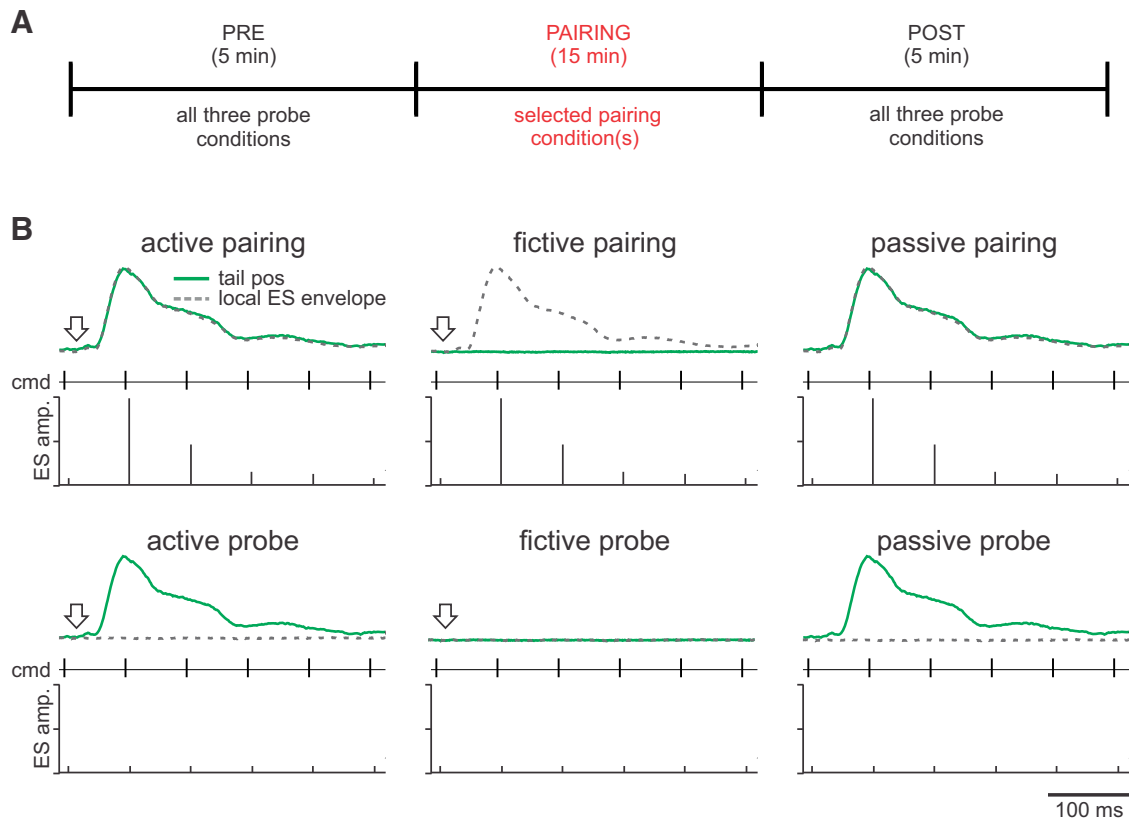 A
PRE
(5 min)
PAIRING
(15 min)
POST
(5 min)
all three probe
conditions
selected pairing
condition(s)
all three probe
conditions
B
active pairing
fictive pairing
passive pairing
tail pos
local ES envelope
cmd
ES amp.
active probe
fictive probe
passive probe
cmd
ES amp.
100 ms